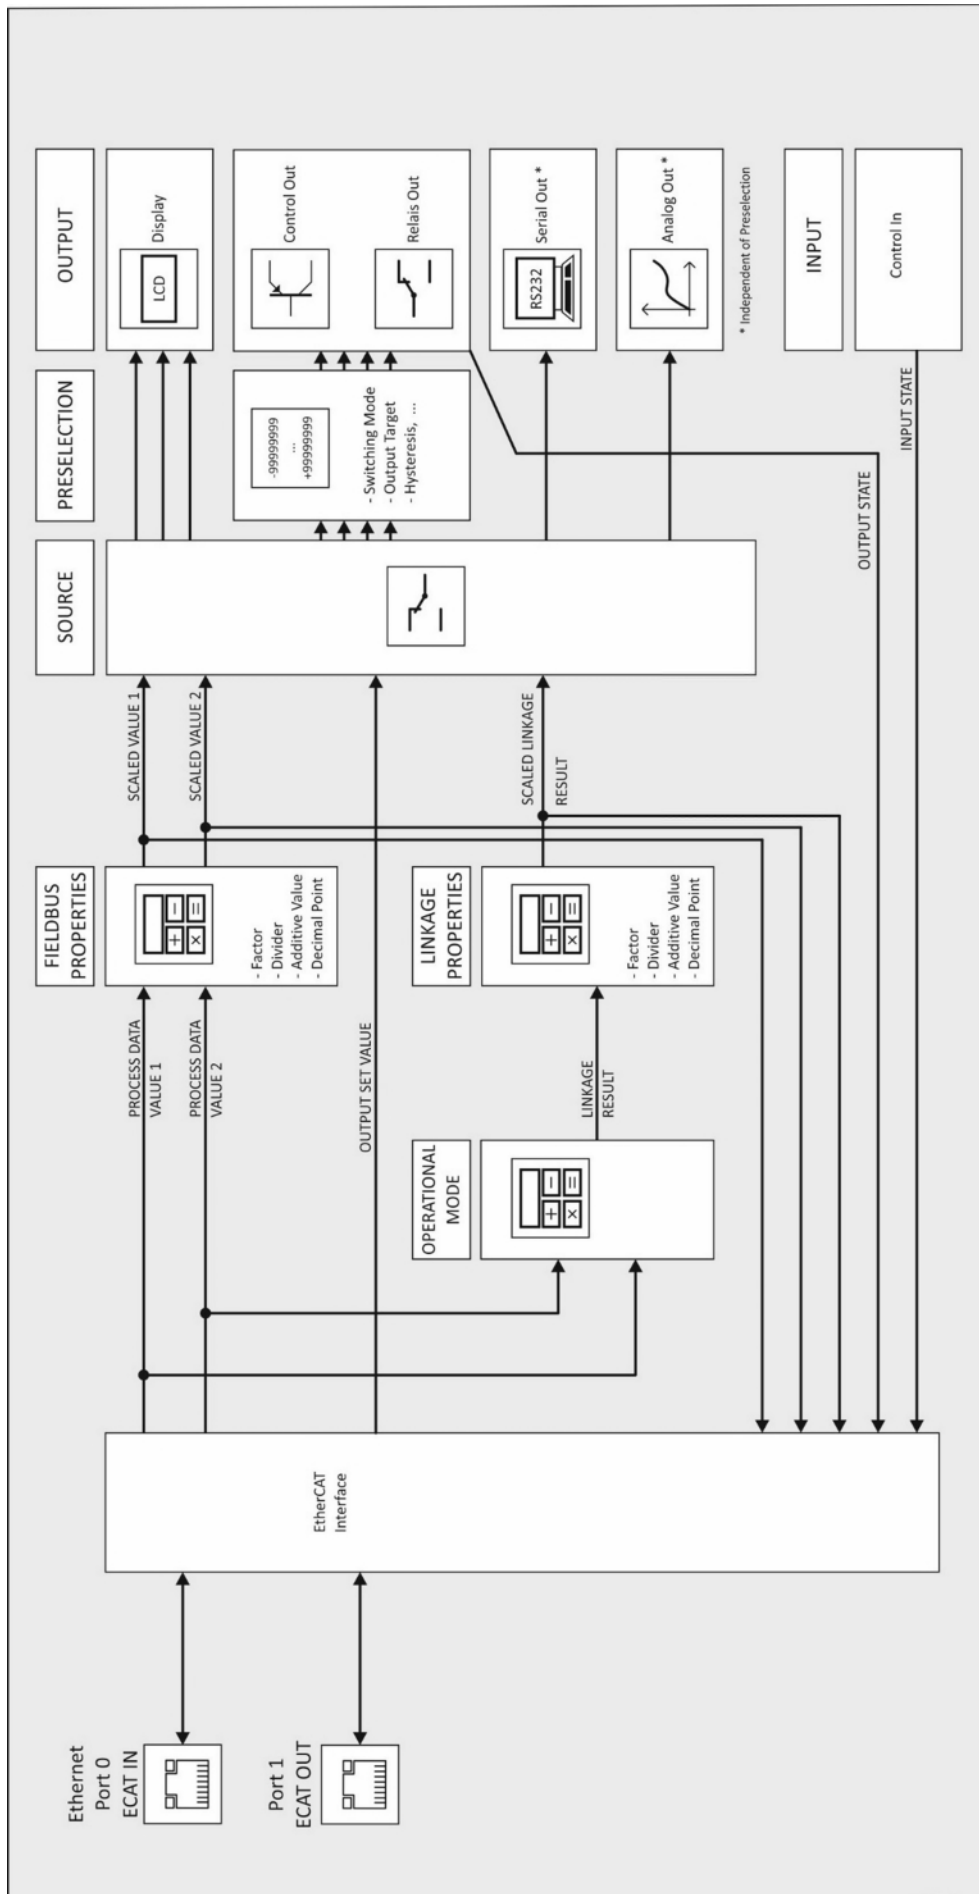 Ethernet
Port 0
ECAT IN
Port 1
ECAT OUT
EtherCAT
Interface
PROCESS DATA
VALUE 1
PROCESS DATA
VALUE 2
OUTPUT SET VALUE
OPERATIONAL
MODE
+ −
× =
LINKAGE
RESULT
FIELDBUS
PROPERTIES
+ −
× =
- Factor
- Divider
- Additive Value
- Decimal Point
LINKAGE
PROPERTIES
+ −
× =
- Factor
- Divider
- Additive Value
- Decimal Point
SCALED VALUE 1
SCALED VALUE 2
SCALED LINKAGE
RESULT
SOURCE
PRESELECTION
-99999999
...
+99999999
- Switching Mode
- Output Target
- Hysteresis, ...
OUTPUT
LCD
Display
Control Out
Relais Out
RS232
Serial Out *
Analog Out *
* Independent of Preselection
INPUT
Control In
OUTPUT STATE
INPUT STATE